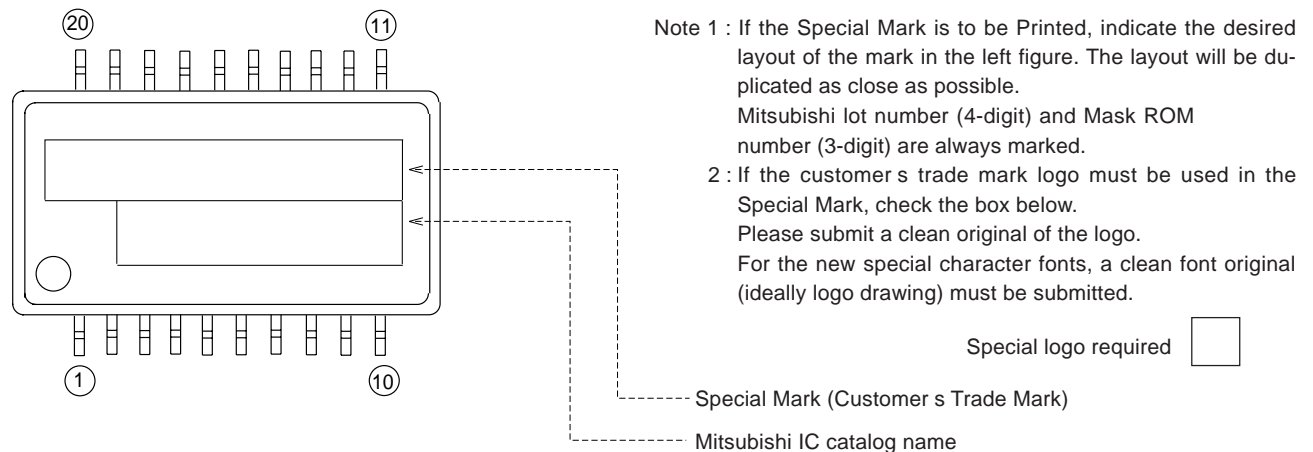 20 11
1 10
Note 1 : If the Special Mark is to be Printed, indicate the desired
layout of the mark in the left figure. The layout will be du-
plicated as close as possible.
Mitsubishi lot number (4-digit) and Mask ROM
number (3-digit) are always marked.
2 : If the customer s trade mark logo must be used in the
Special Mark, check the box below.
Please submit a clean original of the logo.
For the new special character fonts, a clean font original
(ideally logo drawing) must be submitted.
Special logo required
Special Mark (Customer s Trade Mark)
Mitsubishi IC catalog name